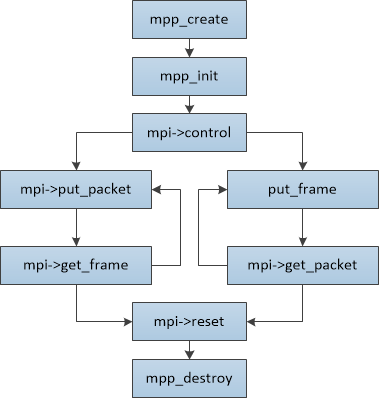 mpp_create
mpp_init
mpi->control
mpi->put_packet
put_frame
mpi->get_frame
mpi->get_packet
mpi->reset
mpp_destroy